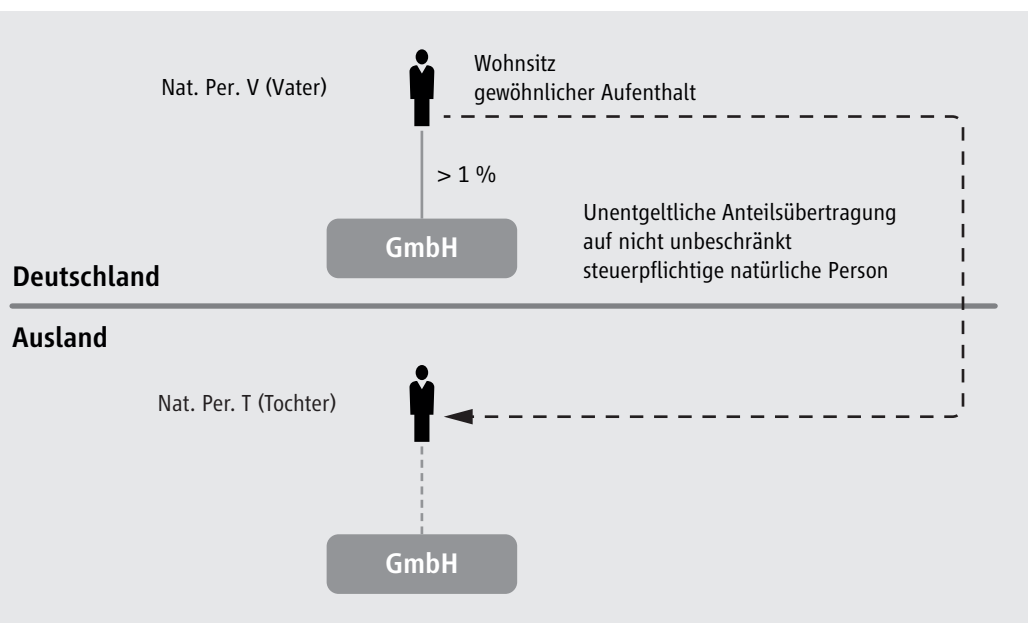 Nat. Per. V (Vater)
Wohnsitz
gewöhnlicher Aufenthalt
> 1 %
GmbH
Unentgeltliche Anteilsübertragung
auf nicht unbeschränkt
steuerpflichtige natürliche Person
Deutschland
Ausland
Nat. Per. T (Tochter)
GmbH